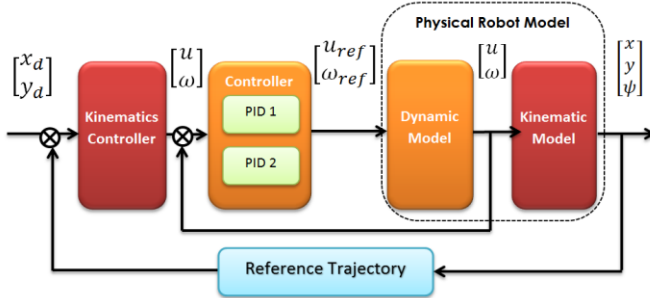 Physical Robot Model
[x_d
y_d]
[u
ω]
[u_ref
ω_ref]
[u
ω]
[x
y
ψ]
Kinematics
Controller
Controller
PID 1
PID 2
Dynamic
Model
Kinematic
Model
Reference Trajectory